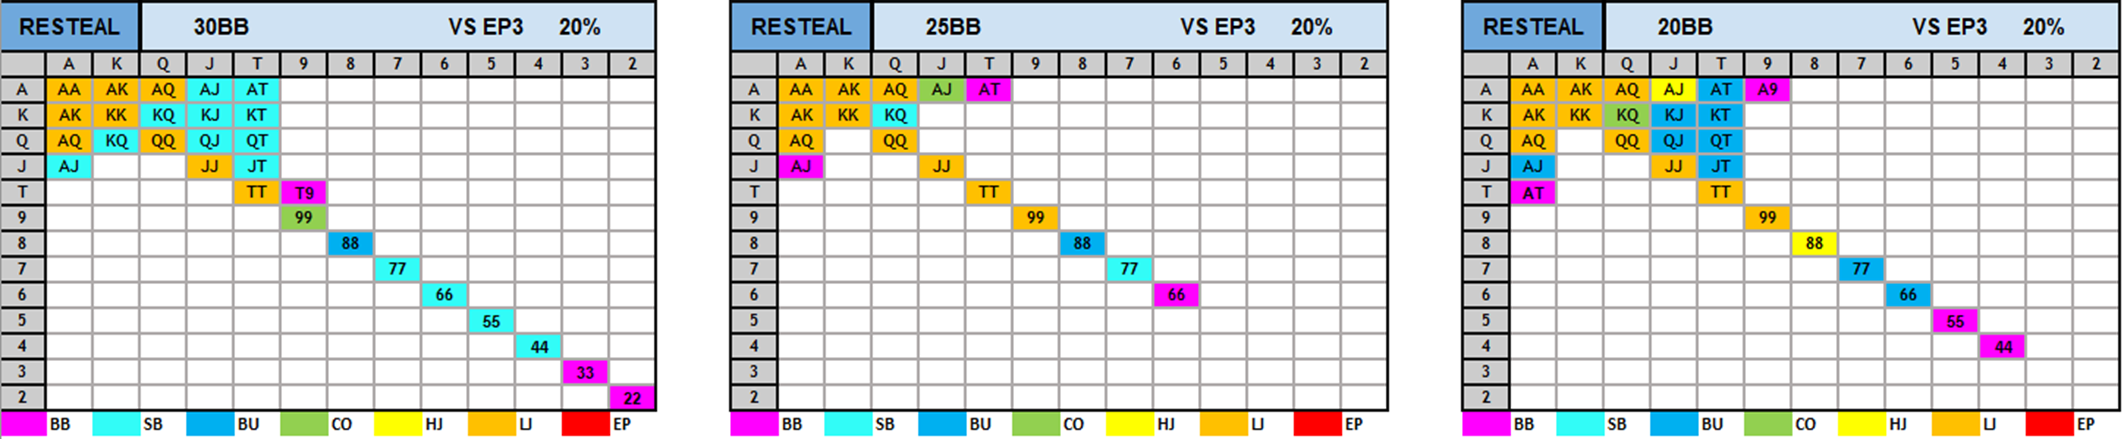 RESTEAL 30BB VS EP3 20%
A K Q J T 9 8 7 6 5 4 3 2
A AA AK AQ AJ AT
K AK KK KQ KJ KT
Q AQ KQ QQ QJ QT
J AJ JJ JT
T TT T9
9 99
8 88
7 77
6 66
5 55
4 44
3 33
2 22
BB SB BU CO HJ LJ EP
RESTEAL 25BB VS EP3 20%
A K Q J T 9 8 7 6 5 4 3 2
A AA AK AQ AJ AT
K AK KK KQ
Q AQ QQ
J AJ JJ
T TT
9 99
8 88
7 77
6 66
5
4
3
2
BB SB BU CO HJ LJ EP
RESTEAL 20BB VS EP3 20%
A K Q J T 9 8 7 6 5 4 3 2
A AA AK AQ AJ AT A9
K AK KK KQ KJ KT
Q AQ QQ QJ QT
J AJ JJ JT
T AT TT
9 99
8 88
7 77
6 66
5 55
4 44
3
2
BB SB BU CO HJ LJ EP